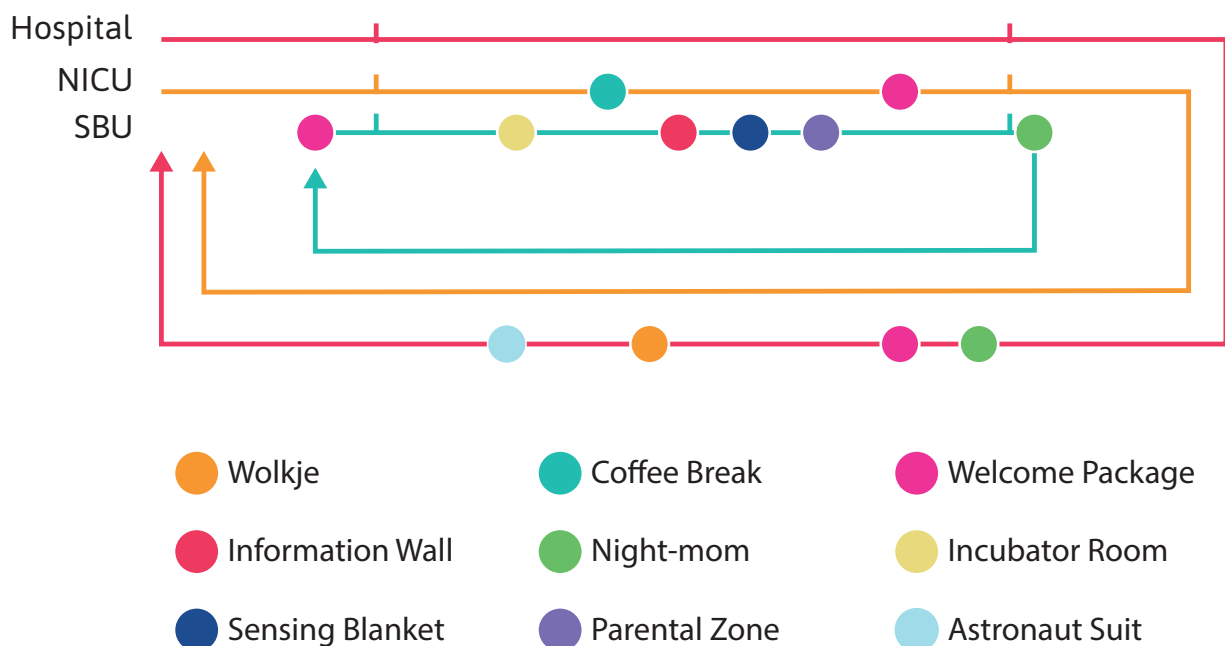 Hospital
NICU
SBU
Wolkje
Coffee Break
Welcome Package
Information Wall
Night-mom
Incubator Room
Sensing Blanket
Parental Zone
Astronaut Suit